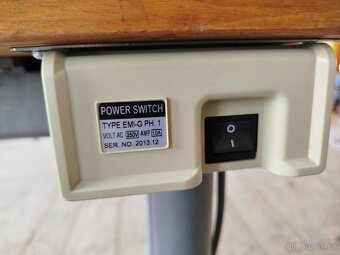 POWER SWITCH
TYPE.EMI-G PH. 1
VOLT.AC 250V AMP 10A
SER. NO. 2013.12
O
I